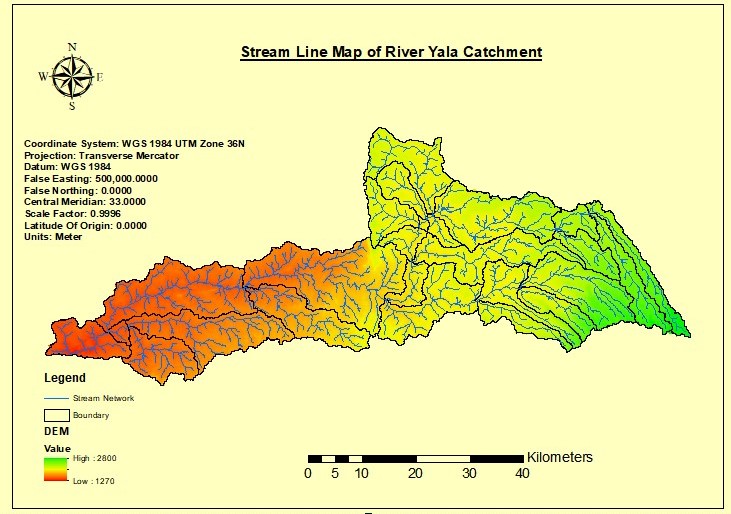 Stream Line Map of River Yala Catchment
N
W E
S
Coordinate System: WGS 1984 UTM Zone 36N
Projection: Transverse Mercator
Datum: WGS 1984
False Easting: 500,000.0000
False Northing: 0.0000
Central Meridian: 33.0000
Scale Factor: 0.9996
Latitude Of Origin: 0.0000
Units: Meter
Legend
Stream Network
Boundary
DEM
Value
High : 2800
Low : 1270
Kilometers
0 5 10 20 30 40